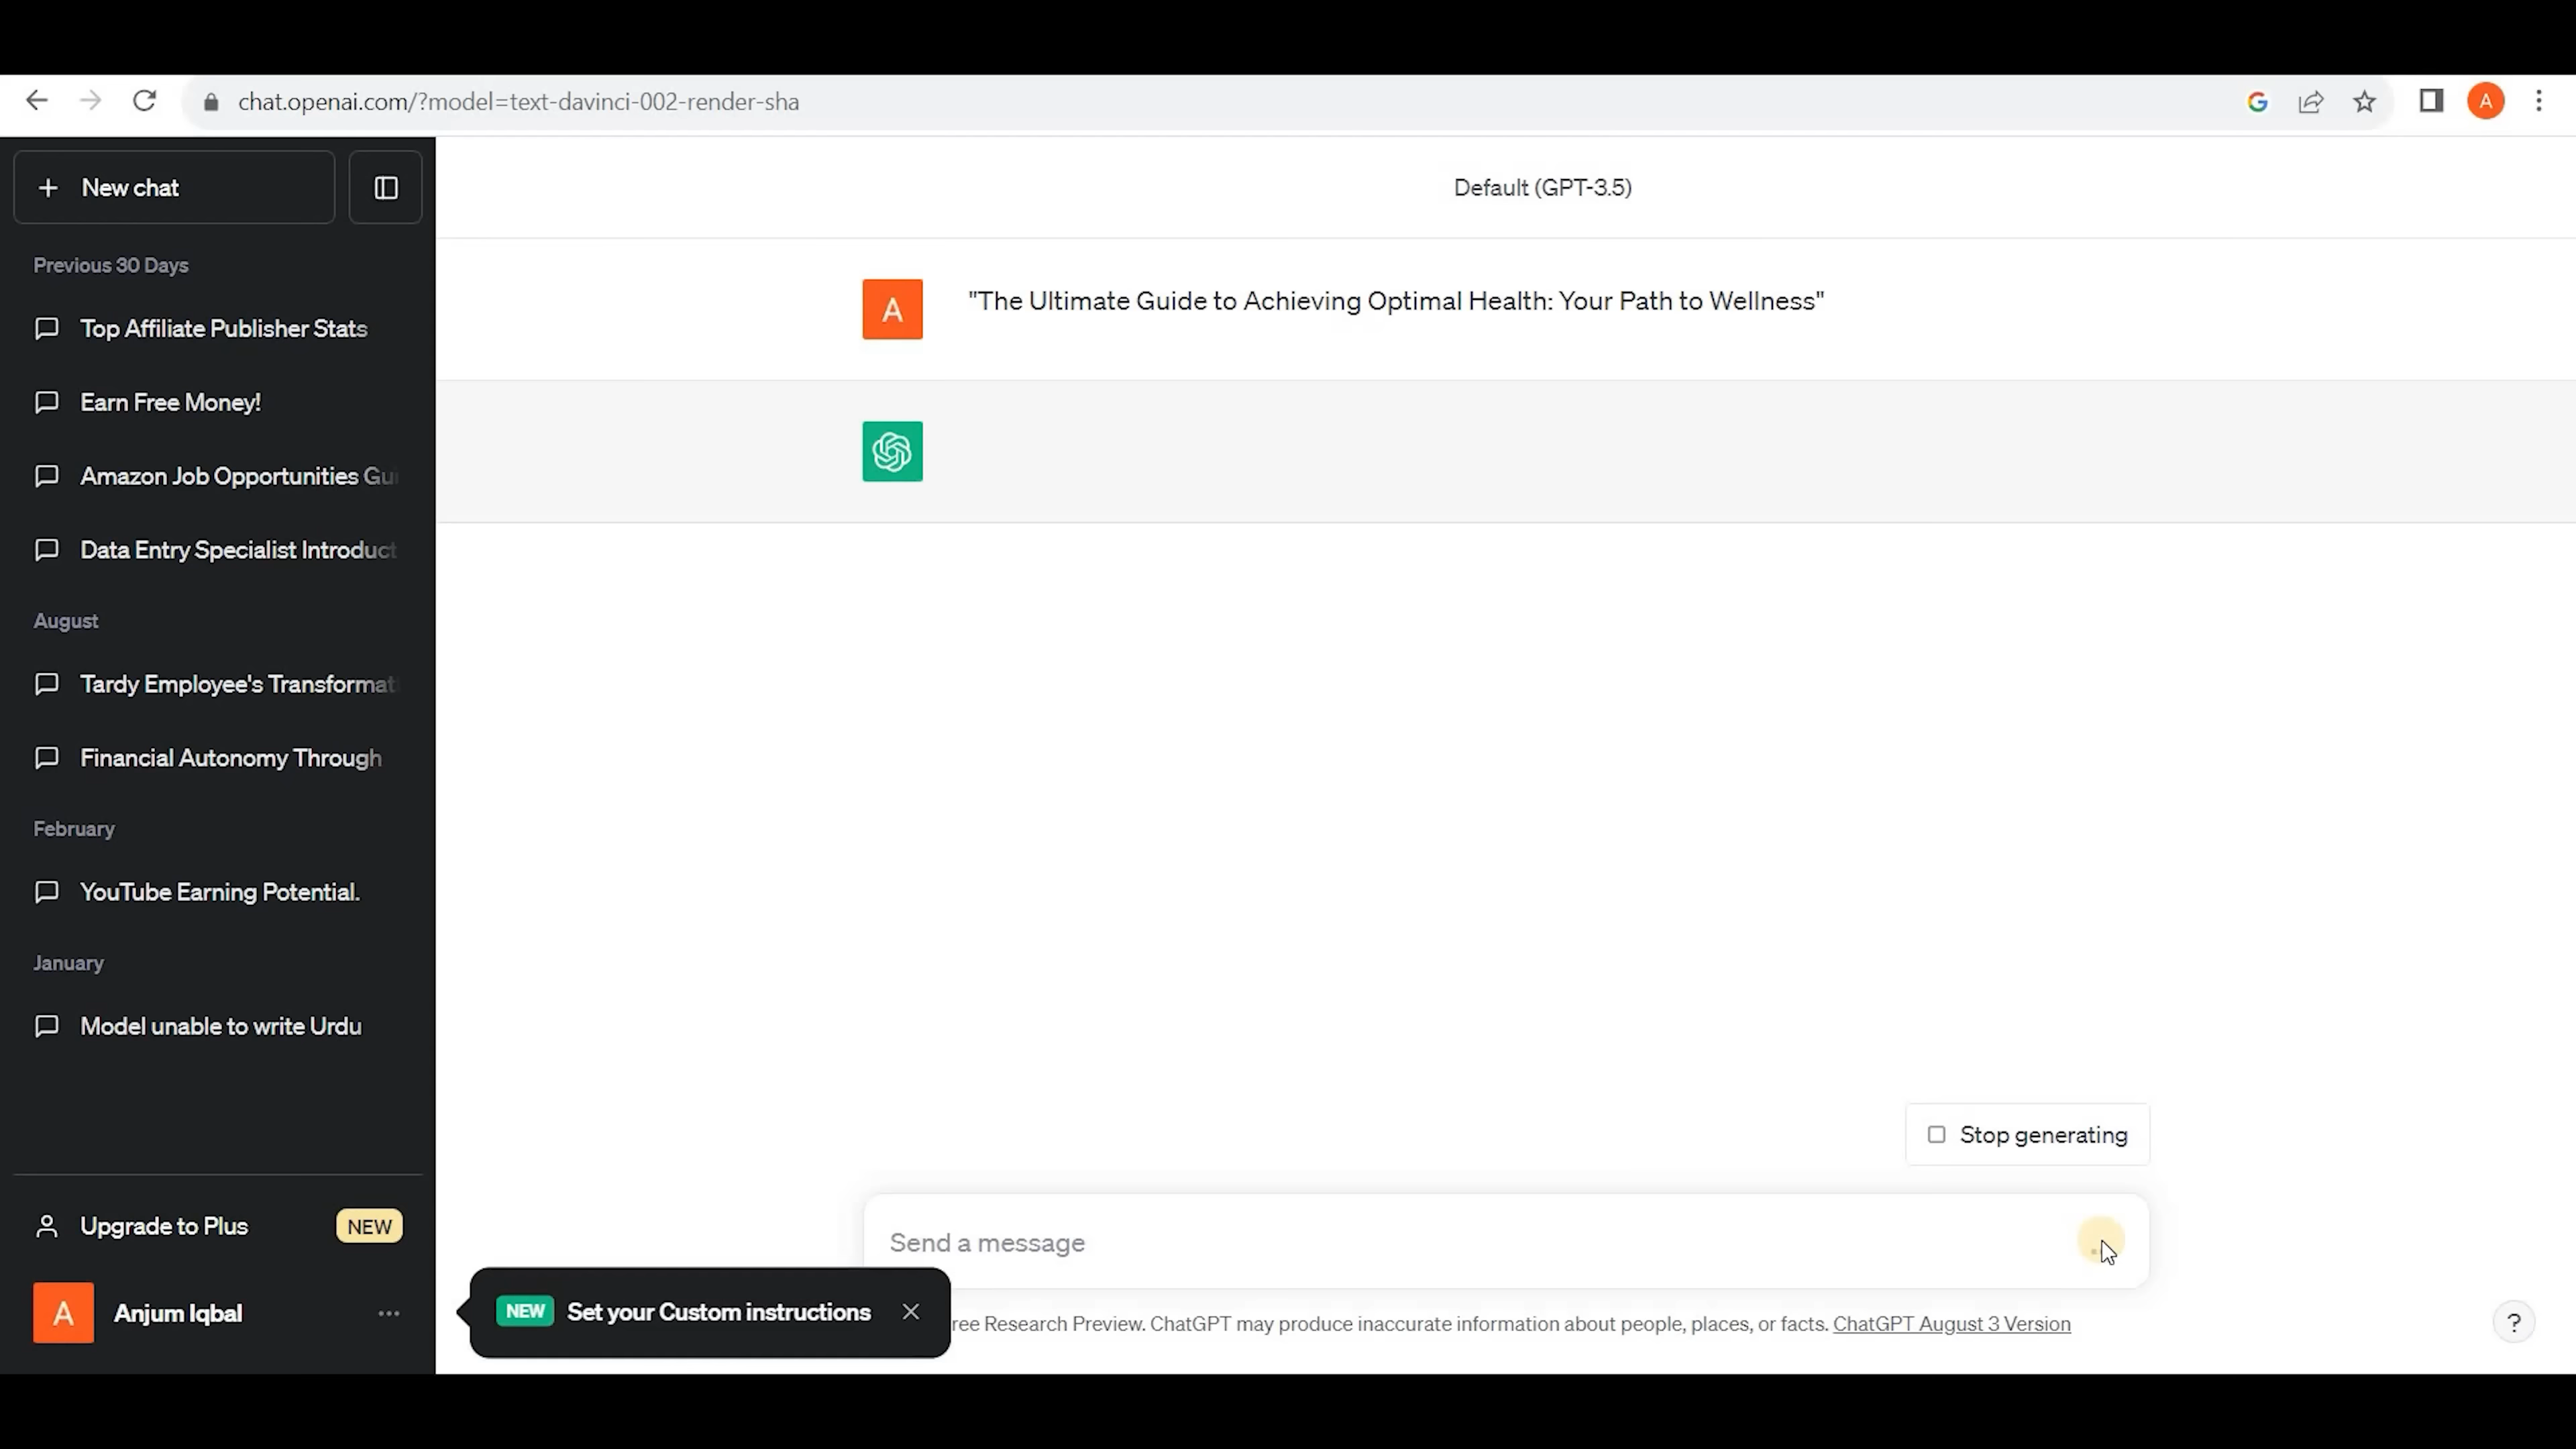 chat.openai.com/?model=text-davinci-002-render-sha
A
New chat
Default (GPT-3.5)
Previous 30 Days
Top Affiliate Publisher Stats
Earn Free Money!
Amazon Job Opportunities Gui
Data Entry Specialist Introduct
August
Tardy Employee's Transformat
Financial Autonomy Through
February
YouTube Earning Potential.
January
Model unable to write Urdu
Upgrade to Plus NEW
A Anjum Iqbal
A "The Ultimate Guide to Achieving Optimal Health: Your Path to Wellness"
Stop generating
Send a message
NEW Set your Custom instructions
ree Research Preview. ChatGPT may produce inaccurate information about people, places, or facts. ChatGPT August 3 Version
?